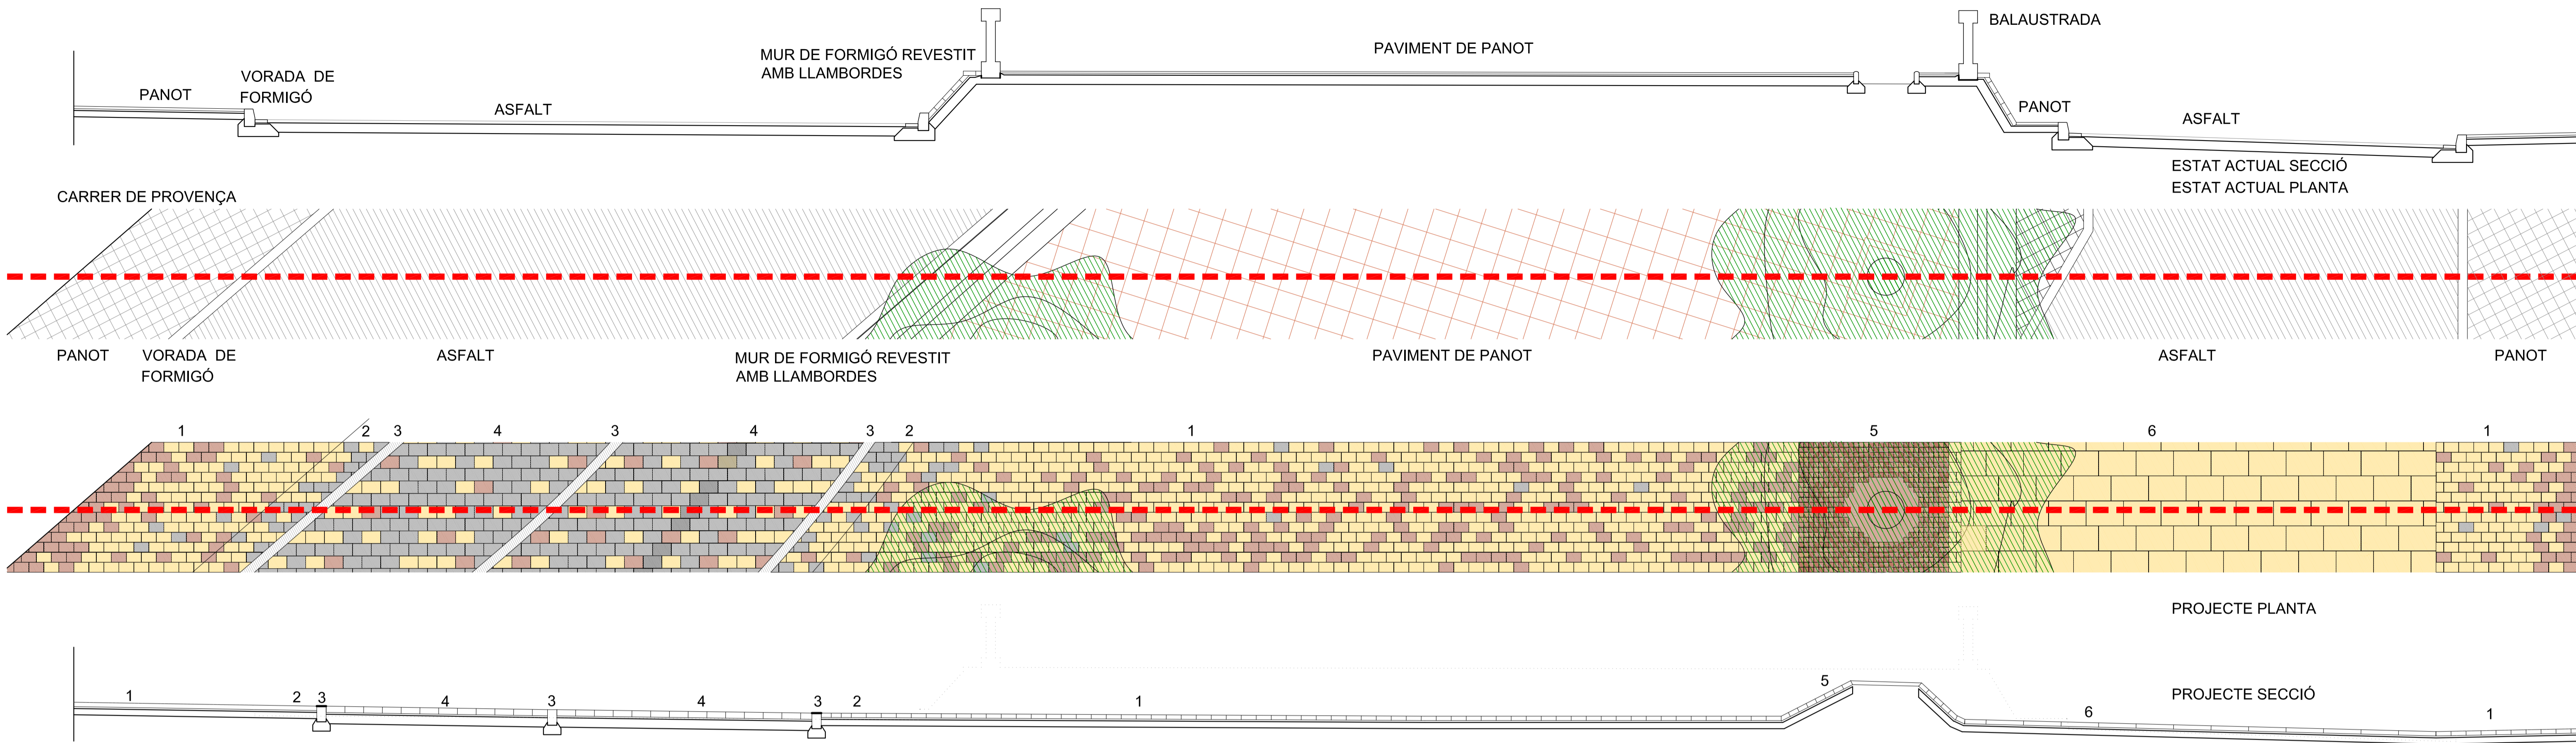 BALAUSTRADA
MUR DE FORMIGÓ REVESTIT
AMB LLAMBORDES
PAVIMENT DE PANOT
VORADA DE
FORMIGÓ
PANOT
ASFALT
PANOT
ASFALT
ESTAT ACTUAL SECCIÓ
ESTAT ACTUAL PLANTA
CARRER DE PROVENÇA
PANOT
VORADA DE
FORMIGÓ
ASFALT
MUR DE FORMIGÓ REVESTIT
AMB LLAMBORDES
PAVIMENT DE PANOT
ASFALT
PANOT
1 2 3 4 3 4 3 2 1 5 6 1
PROJECTE PLANTA
PROJECTE SECCIÓ
1 2 3 4 3 4 3 2 1 5 6 1